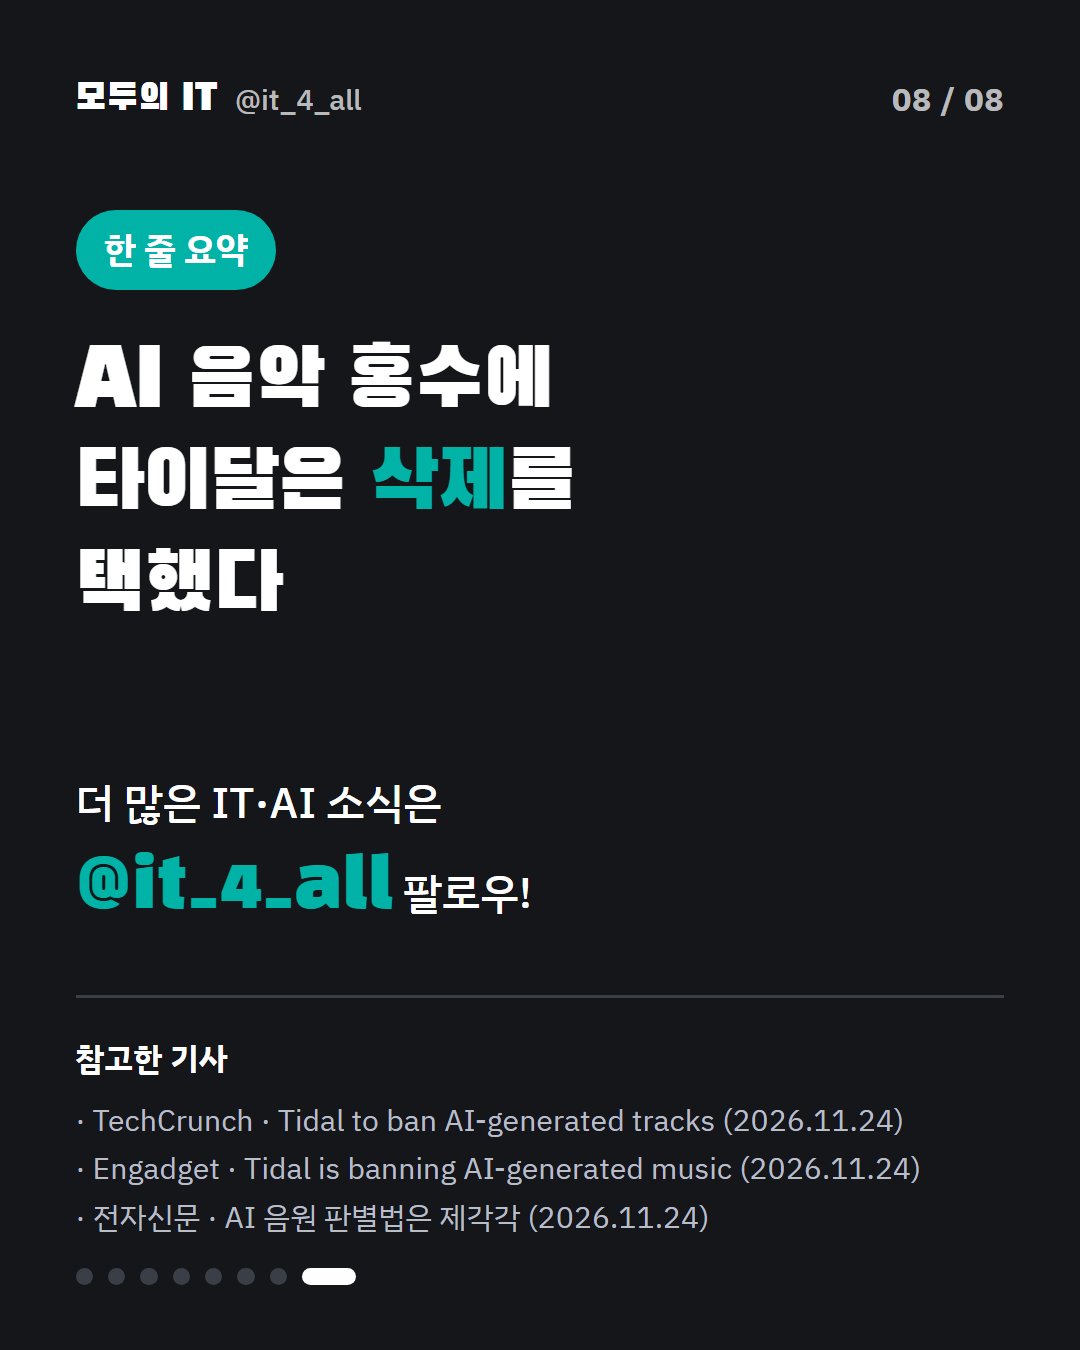 모두의 IT @it_4_all
08 / 08
한 줄 요약
AI 음악 홍수에
타이달은 삭제를
택했다
더 많은 IT·AI 소식은
@it_4_all 팔로우!
참고한 기사
· TechCrunch · Tidal to ban AI-generated tracks (2026.11.24)
· Engadget · Tidal is banning AI-generated music (2026.11.24)
· 전자신문 · AI 음원 판별법은 제각각 (2026.11.24)